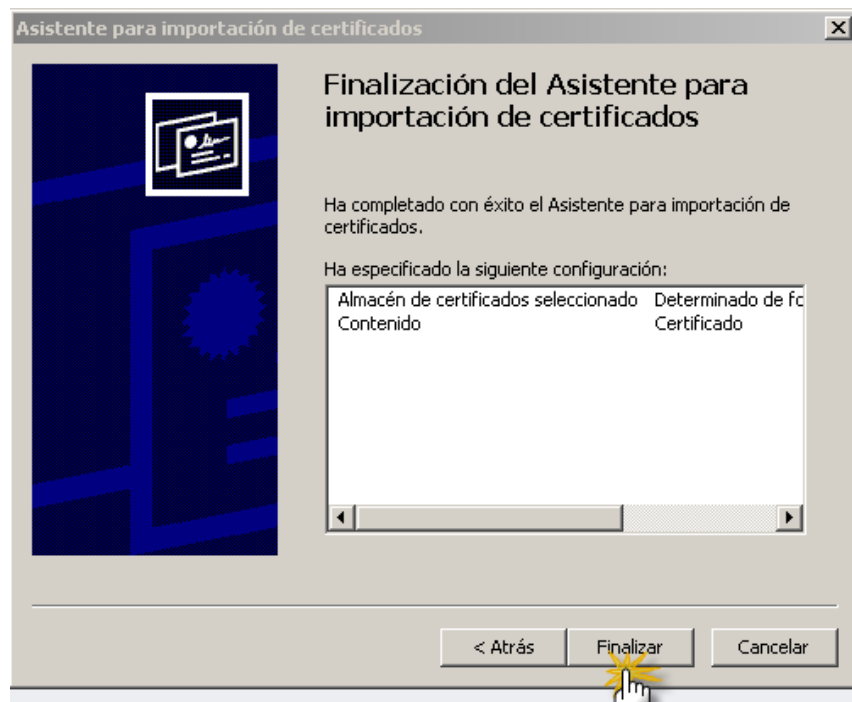 Asistente para importación de certificados
Finalización del Asistente para
importación de certificados
Ha completado con éxito el Asistente para importación de
certificados.
Ha especificado la siguiente configuración:
Almacén de certificados seleccionado Determinado de
Contenido Certificado
< Atrás Finalizar Cancelar